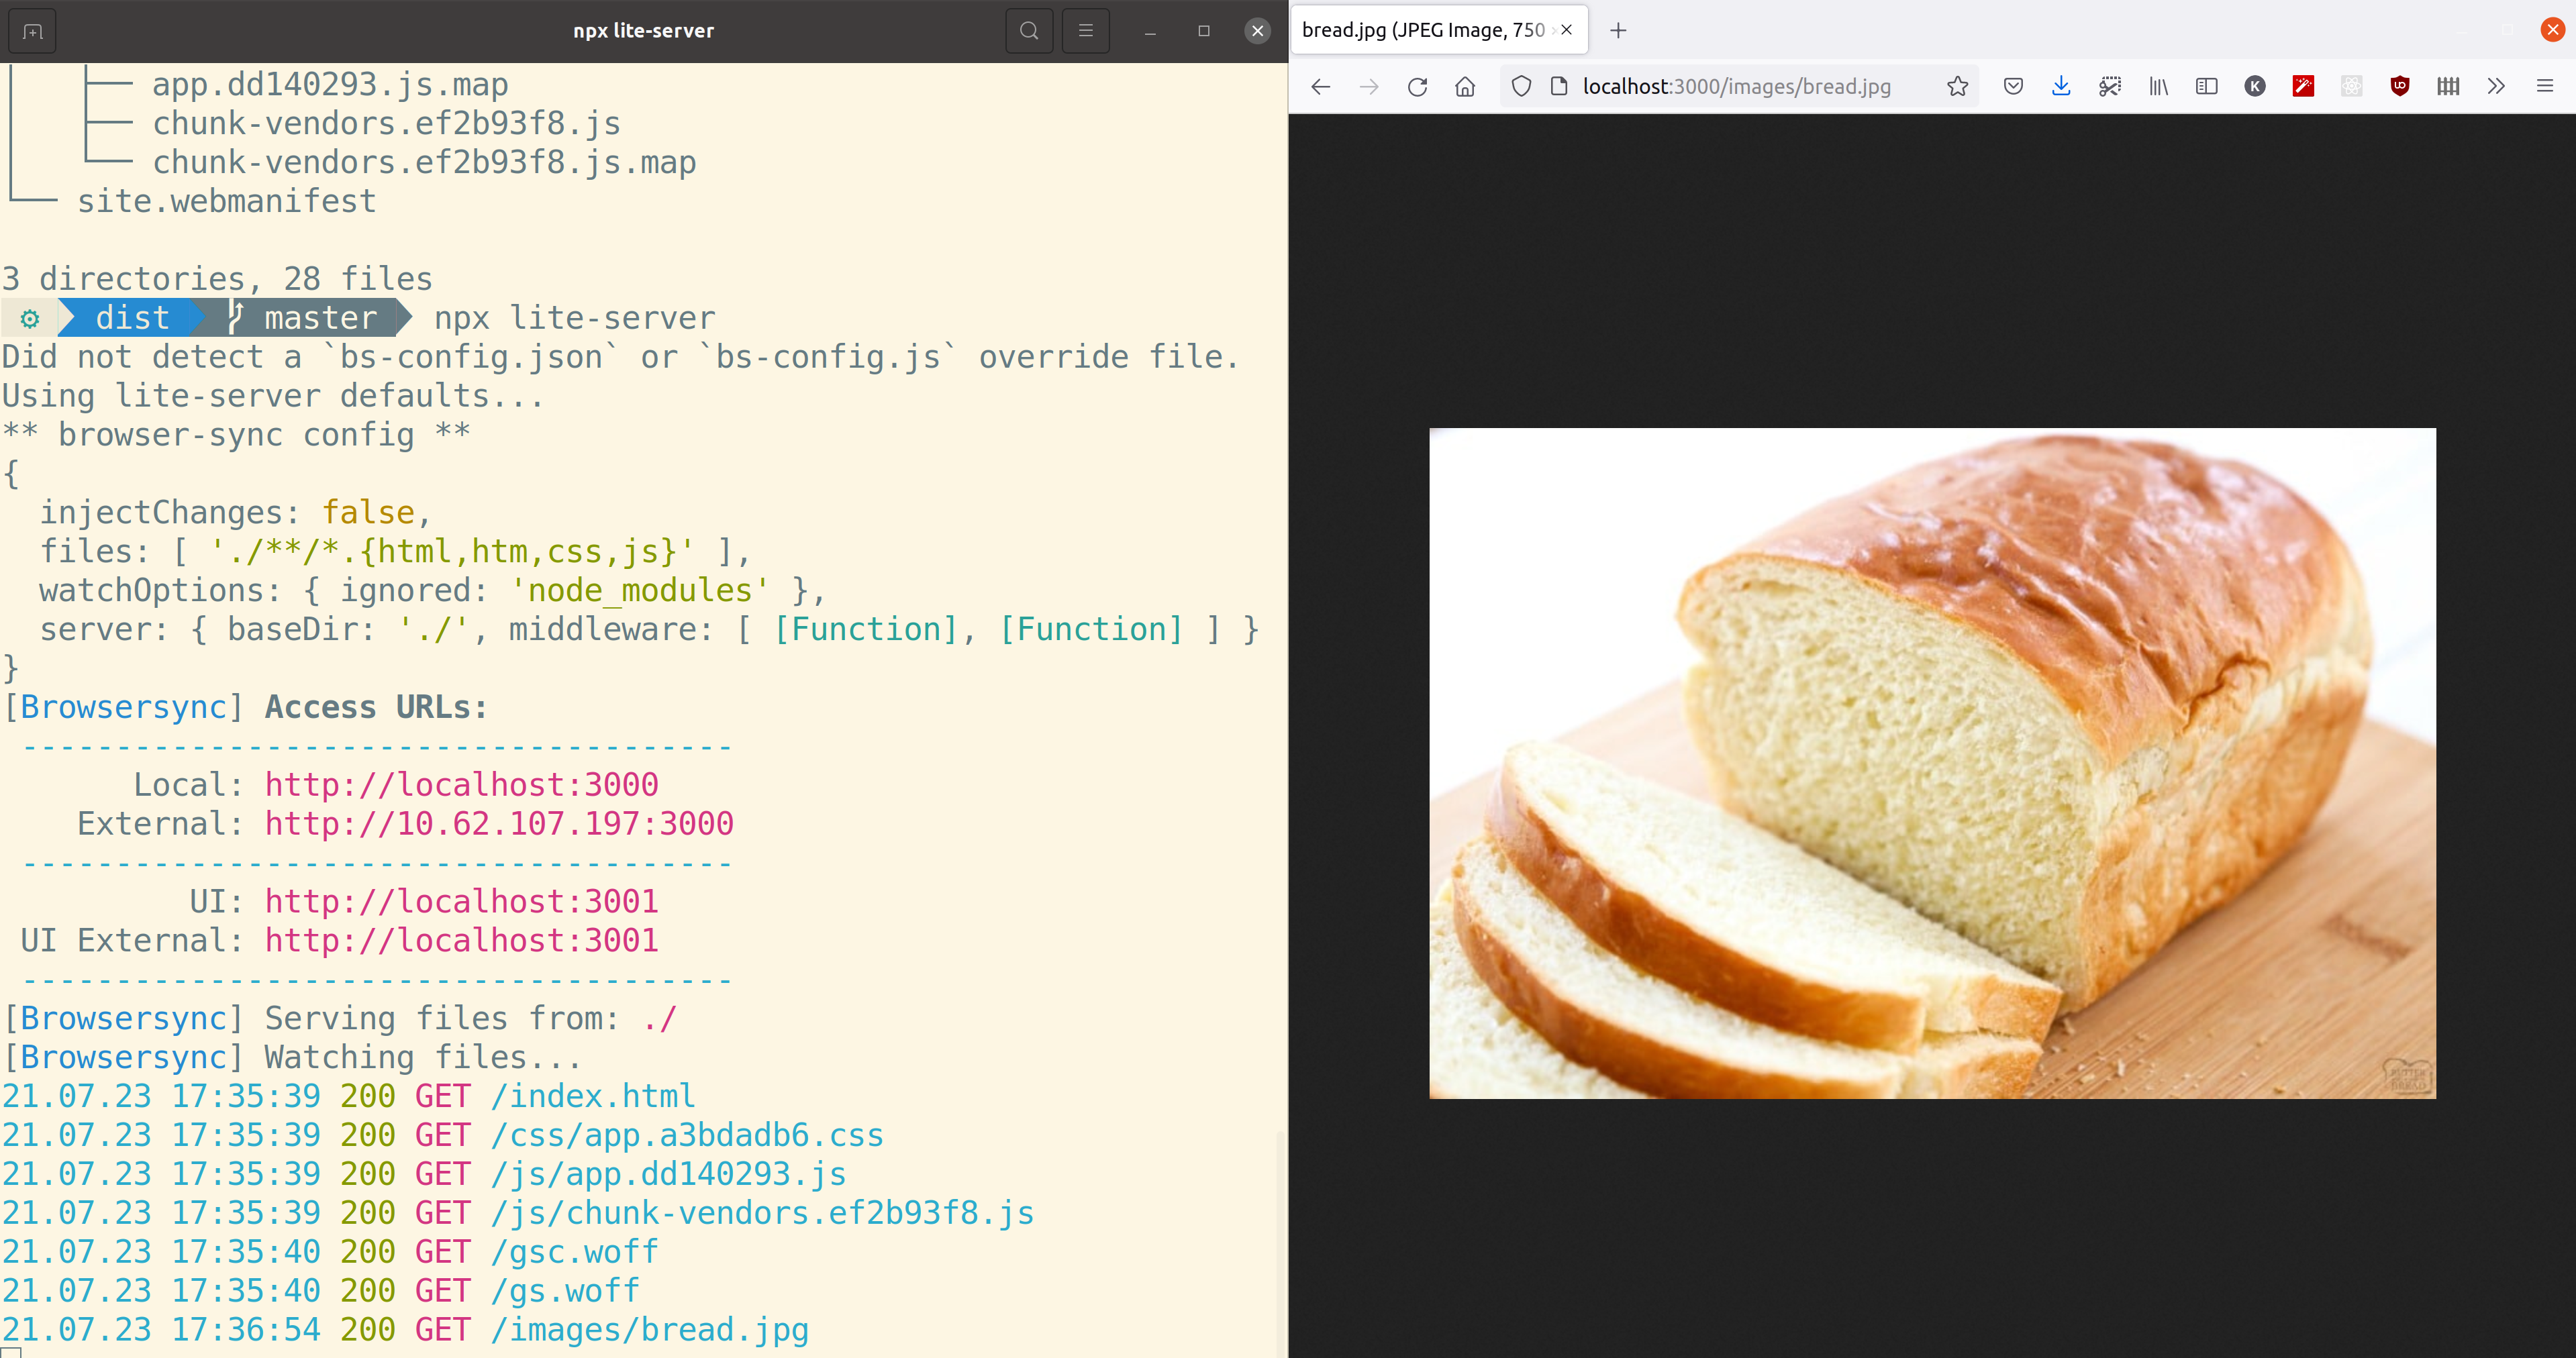 npx lite-server
app.dd140293.js.map
chunk-vendors.ef2b93f8.js
chunk-vendors.ef2b93f8.js.map
site.webmanifest
3 directories, 28 files
dist master npx lite-server
Did not detect a `bs-config.json` or `bs-config.js` override file.
Using lite-server defaults...
** browser-sync config **
{
injectChanges: false,
files: [ './**/*.{html,htm,css,js}' ],
watchOptions: { ignored: 'node_modules' },
server: { baseDir: './', middleware: [ [Function], [Function] ] }
}
[Browsersync] Access URLs:
--------------------------------------
Local: http://localhost:3000
External: http://10.62.107.197:3000
--------------------------------------
UI: http://localhost:3001
UI External: http://localhost:3001
--------------------------------------
[Browsersync] Serving files from: ./
[Browsersync] Watching files...
21.07.23 17:35:39 200 GET /index.html
21.07.23 17:35:39 200 GET /css/app.a3bdadb6.css
21.07.23 17:35:39 200 GET /js/app.dd140293.js
21.07.23 17:35:39 200 GET /js/chunk-vendors.ef2b93f8.js
21.07.23 17:35:40 200 GET /gsc.woff
21.07.23 17:35:40 200 GET /gs.woff
21.07.23 17:36:54 200 GET /images/bread.jpg
bread.jpg (JPEG Image, 750
localhost:3000/images/bread.jpg
K
BREAD